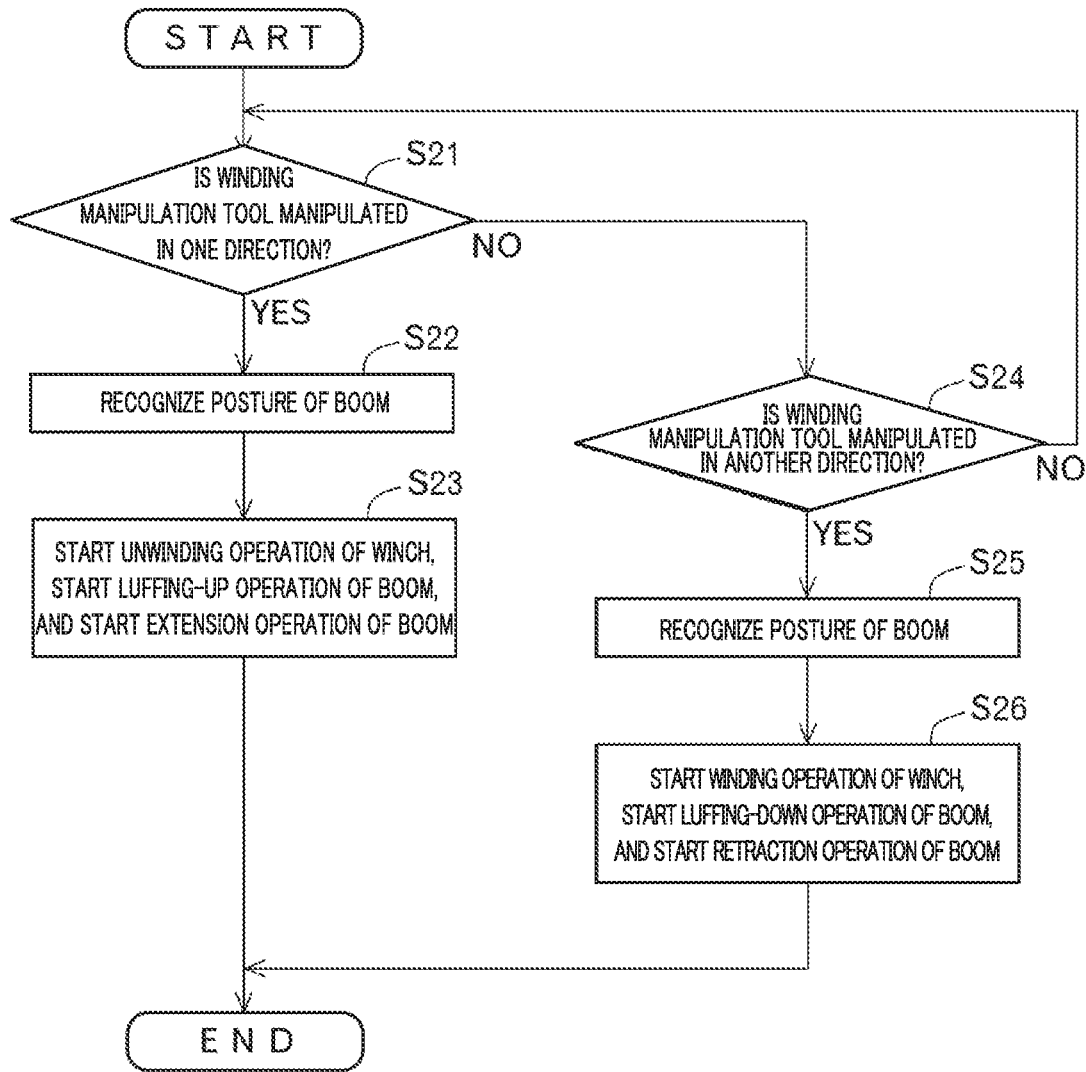 START
S21
IS WINDING
MANIPULATION TOOL MANIPULATED
IN ONE DIRECTION?
NO
YES
S22
RECOGNIZE POSTURE OF BOOM
S23
START UNWINDING OPERATION OF WINCH,
START LUFFING-UP OPERATION OF BOOM,
AND START EXTENSION OPERATION OF BOOM
S24
IS WINDING
MANIPULATION TOOL MANIPULATED
IN ANOTHER DIRECTION?
NO
YES
S25
RECOGNIZE POSTURE OF BOOM
S26
START WINDING OPERATION OF WINCH,
START LUFFING-DOWN OPERATION OF BOOM,
AND START RETRACTION OPERATION OF BOOM
END